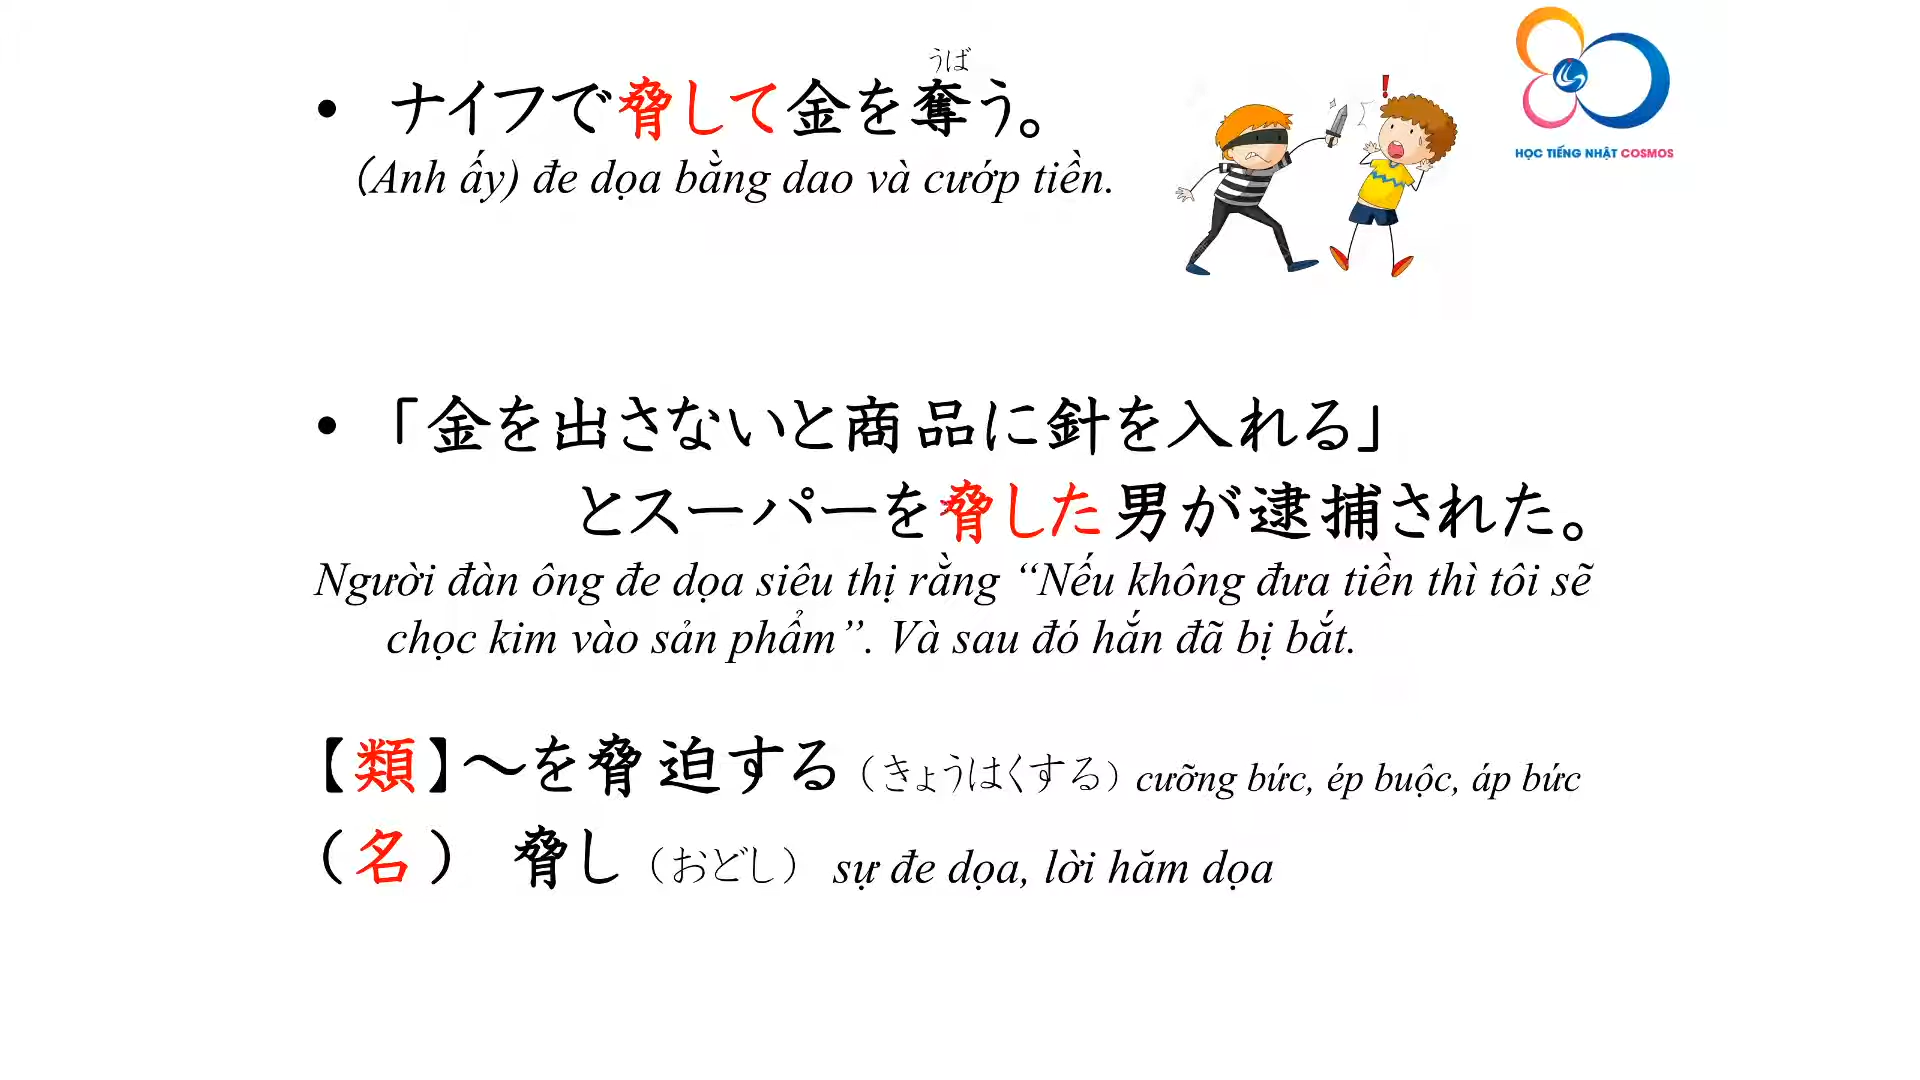 うば
• ナイフで脅して金を奪う。
(Anh ấy) đe dọa bằng dao và cướp tiền.
!
HỌC TIẾNG NHẬT COSMOS
• 「金を出さないと商品に針を入れる」
とスーパーを脅した男が逮捕された。
Người đàn ông đe dọa siêu thị rằng “Nếu không đưa tiền thì tôi sẽ
chọc kim vào sản phẩm”. Và sau đó hắn đã bị bắt.
【類】～を脅迫する（きょうはくする）cưỡng bức, ép buộc, áp bức
（名） 脅し（おどし） sự đe dọa, lời hăm dọa